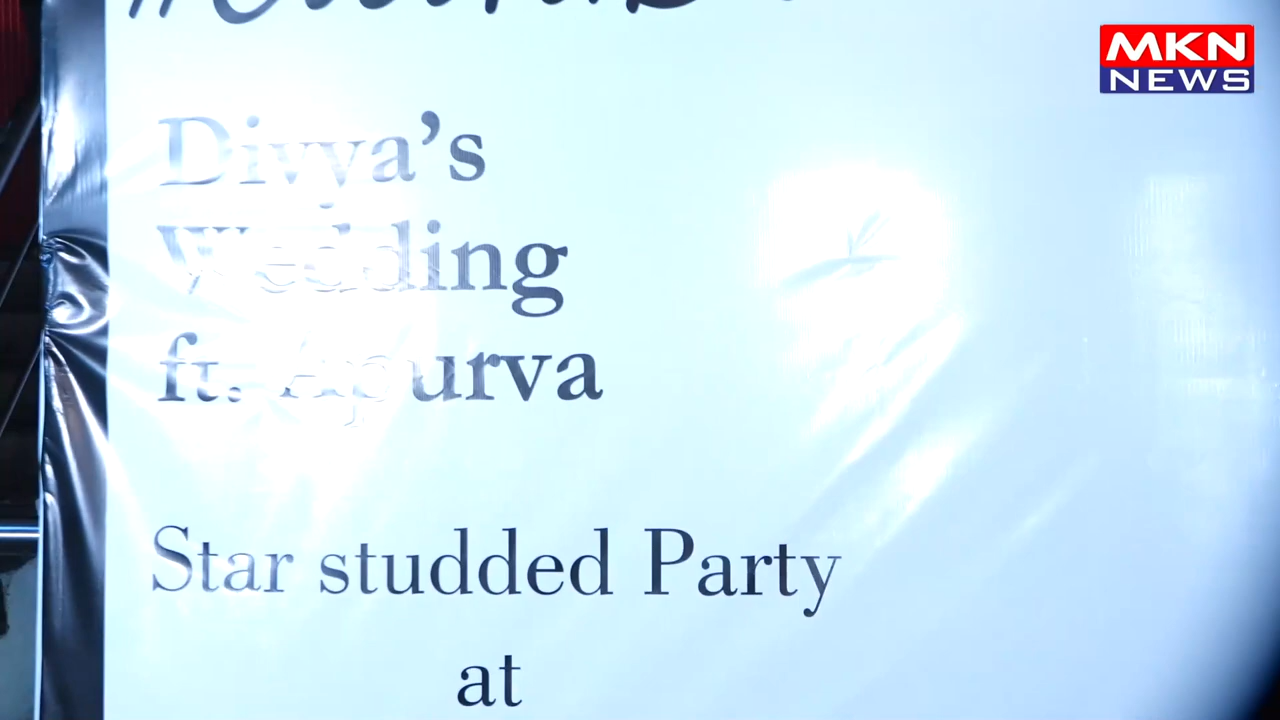 MKN
NEWS
Divya's
Wedding
ft. Apurva
Star studded Party
at